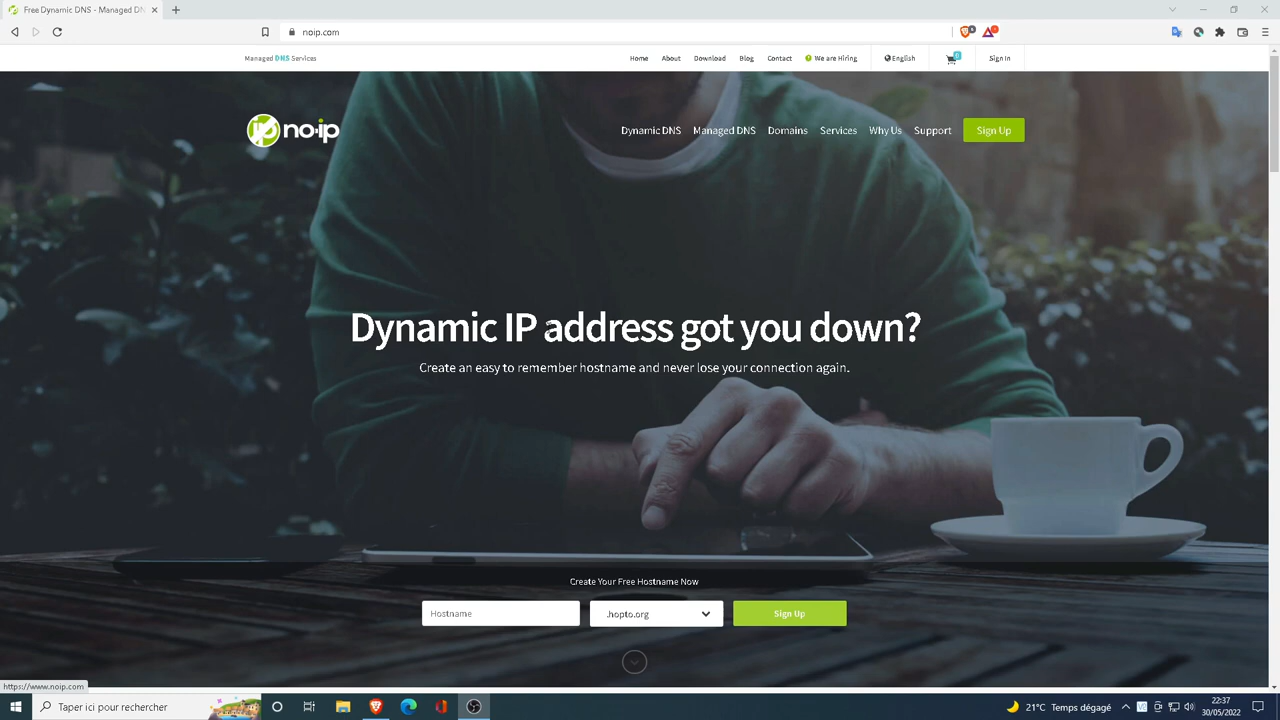 Free Dynamic DNS - Managed DN
noip.com
Managed DNS Services
Home
About
Download
Blog
Contact
We are Hiring
English
0
Sign In
no·ip
Dynamic DNS
Managed DNS
Domains
Services
Why Us
Support
Sign Up
Dynamic IP address got you down?
Create an easy to remember hostname and never lose your connection again.
Create Your Free Hostname Now
Hostname
.hopto.org
Sign Up
https://www.noip.com
Taper ici pour rechercher
21°C Temps dégagé
22:37
30/05/2022